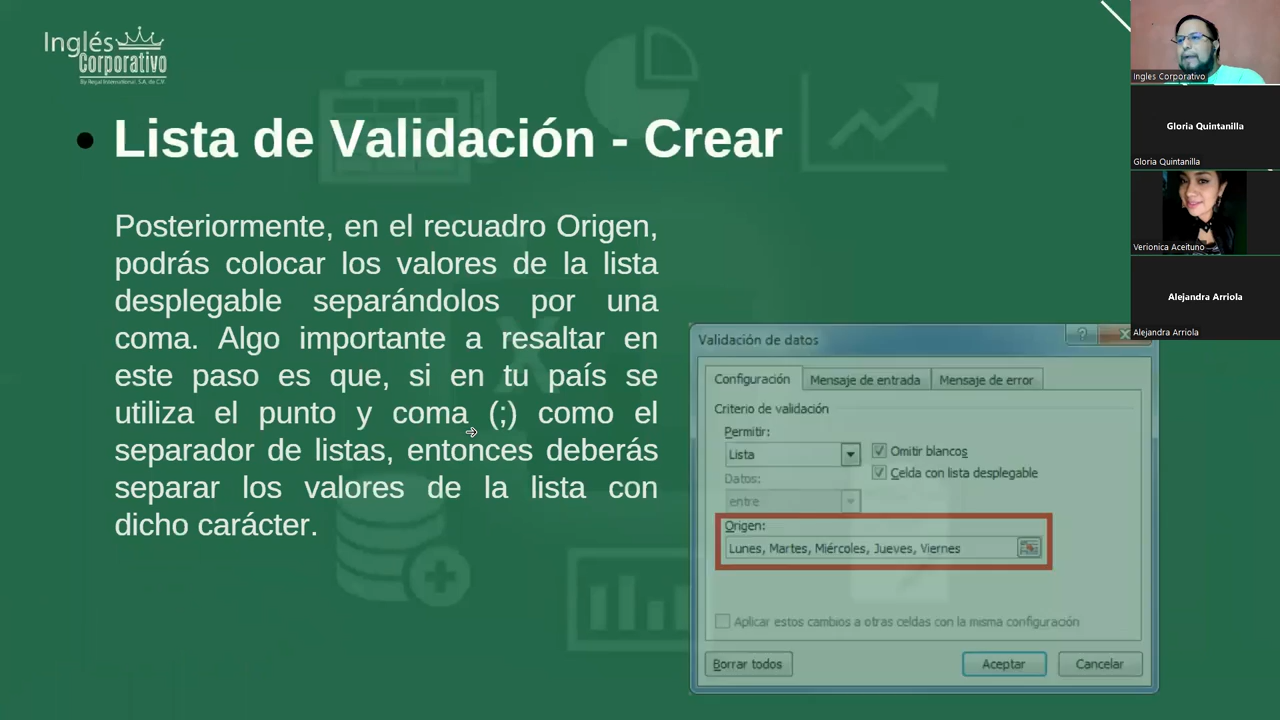 Inglés
Corporativo
By Regal International, S.A. de C.V.
Lista de Validación - Crear
Posteriormente, en el recuadro Origen,
podrás colocar los valores de la lista
desplegable separándolos por una
coma. Algo importante a resaltar en
este paso es que, si en tu país se
utiliza el punto y coma (;) como el
separador de listas, entonces deberás
separar los valores de la lista con
dicho carácter.
Validación de datos
Configuración
Mensaje de entrada
Mensaje de error
Criterio de validación
Permitir:
Lista
Omitir blancos
Celda con lista desplegable
Datos:
entre
Origen:
Lunes, Martes, Miércoles, Jueves, Viernes
Aplicar estos cambios a otras celdas con la misma configuración
Borrar todos
Aceptar
Cancelar
Ingles Corporativo
Gloria Quintanilla
Gloria Quintanilla
Veronica Aceituno
Alejandra Arriola
Alejandra Arriola